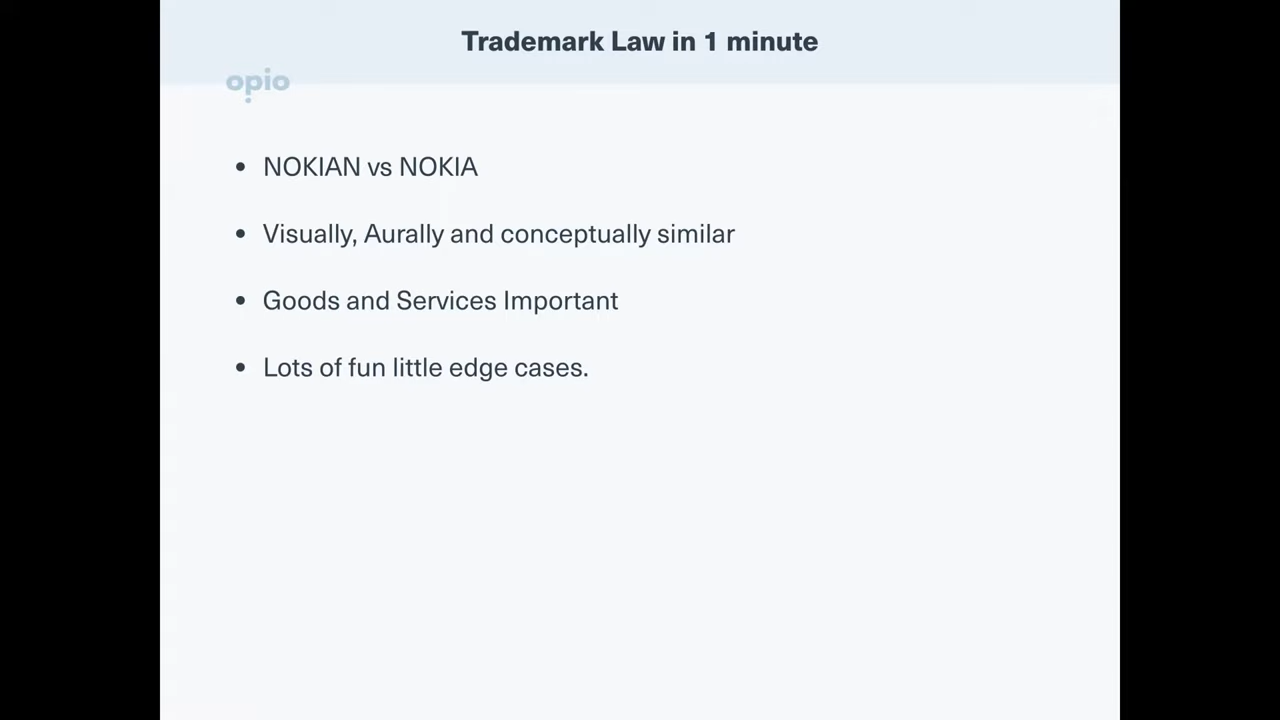 Trademark Law in 1 minute
opio
• NOKIAN vs NOKIA
• Visually, Aurally and conceptually similar
• Goods and Services Important
• Lots of fun little edge cases.